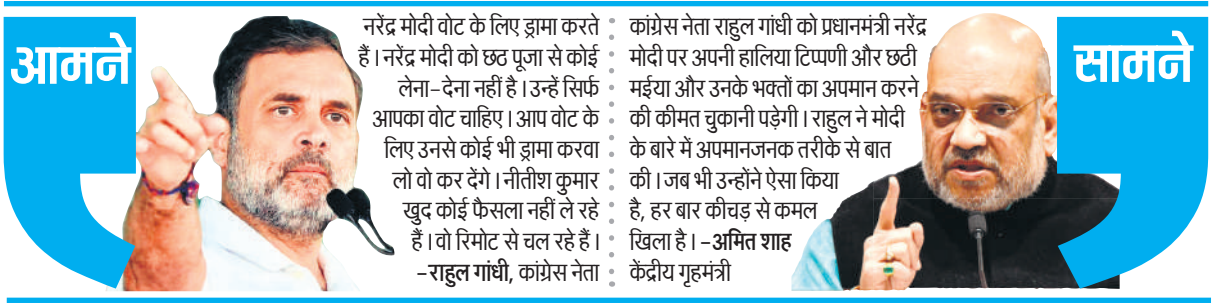 आमने
नरेंद्र मोदी वोट के लिए ड्रामा करते
हैं। नरेंद्र मोदी को छठ पूजा से कोई
लेना-देना नहीं है। उन्हें सिर्फ
आपका वोट चाहिए। आप वोट के
लिए उनसे कोई भी ड्रामा करवा
लो वो कर देंगे। नीतीश कुमार
खुद कोई फैसला नहीं ले रहे
हैं। वो रिमोट से चल रहे हैं।
-राहुल गांधी, कांग्रेस नेता
कांग्रेस नेता राहुल गांधी को प्रधानमंत्री नरेंद्र
मोदी पर अपनी हालिया टिप्पणी और छठी
मईया और उनके भक्तों का अपमान करने
की कीमत चुकानी पड़ेगी। राहुल ने मोदी
के बारे में अपमानजनक तरीके से बात
की। जब भी उन्होंने ऐसा किया
है, हर बार कीचड़ से कमल
खिला है। -अमित शाह
केंद्रीय गृहमंत्री
सामने